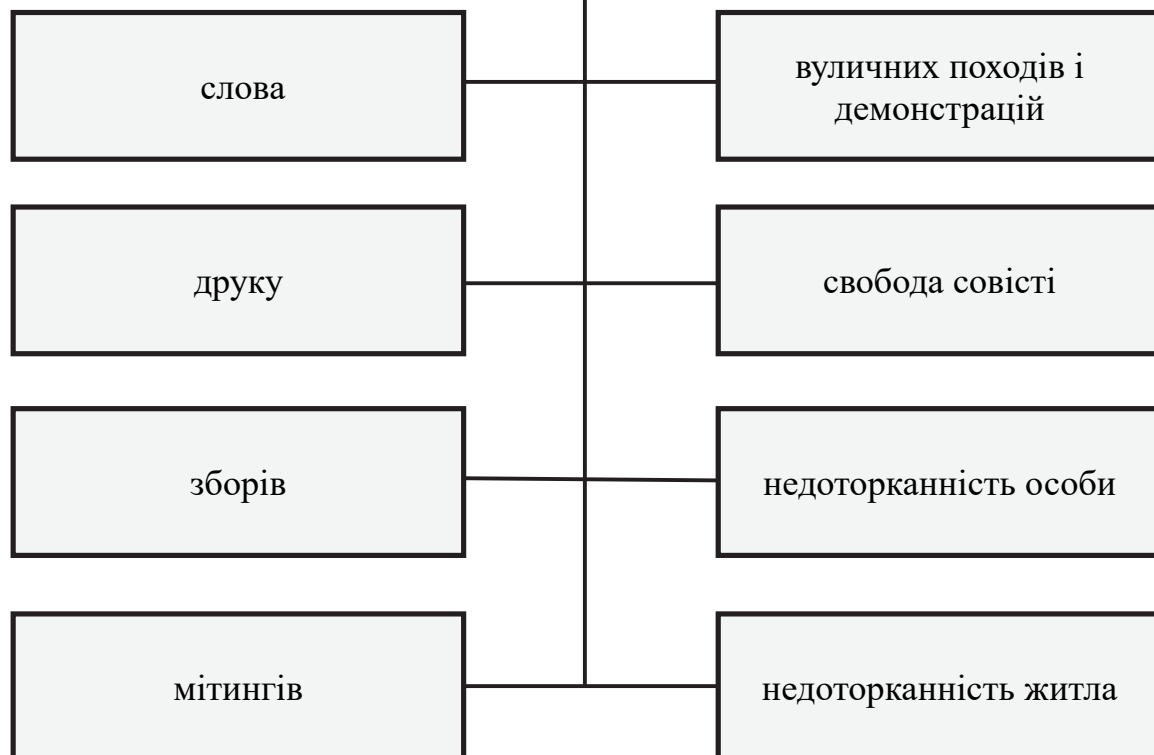 слова
вуличних походів і
демонстрацій
друку
свобода совісті
зборів
недоторканність особи
мітингів
недоторканність житла